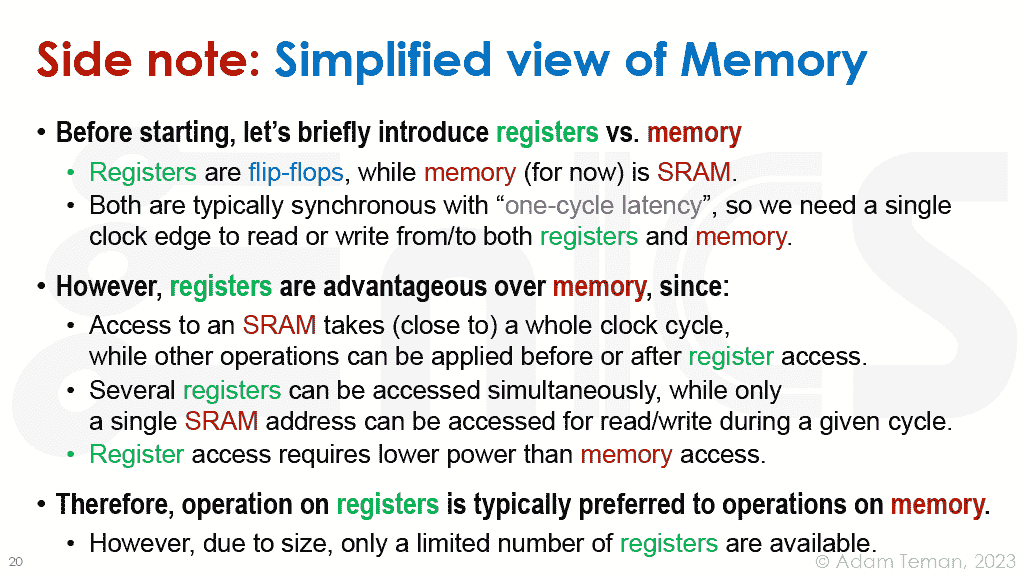 Side note: Simplified view of Memory
• Before starting, let's briefly introduce registers vs. memory
• Registers are flip-flops, while memory (for now) is SRAM.
• Both are typically synchronous with “one-cycle latency”, so we need a single
clock edge to read or write from/to both registers and memory.
• However, registers are advantageous over memory, since:
• Access to an SRAM takes (close to) a whole clock cycle,
while other operations can be applied before or after register access.
• Several registers can be accessed simultaneously, while only
a single SRAM address can be accessed for read/write during a given cycle.
• Register access requires lower power than memory access.
• Therefore, operation on registers is typically preferred to operations on memory.
• However, due to size, only a limited number of registers are available.
20
© Adam Teman, 2023